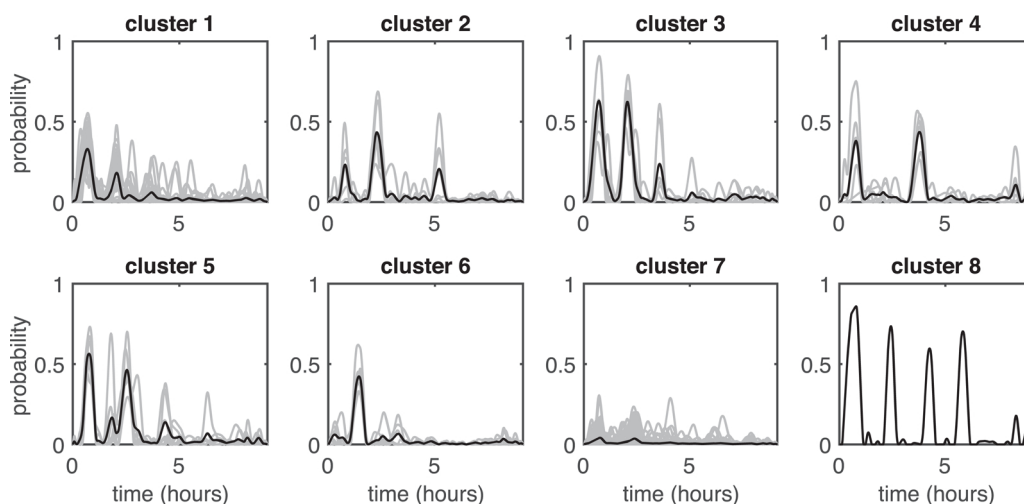 cluster 1 cluster 2 cluster 3 cluster 4
1 1 1 1
probability
0.5 0.5 0.5 0.5
0 0 0 0
0 5 0 5 0 5 0 5
cluster 5 cluster 6 cluster 7 cluster 8
1 1 1 1
probability
0.5 0.5 0.5 0.5
0 0 0 0
0 5 0 5 0 5 0 5
time (hours) time (hours) time (hours) time (hours)